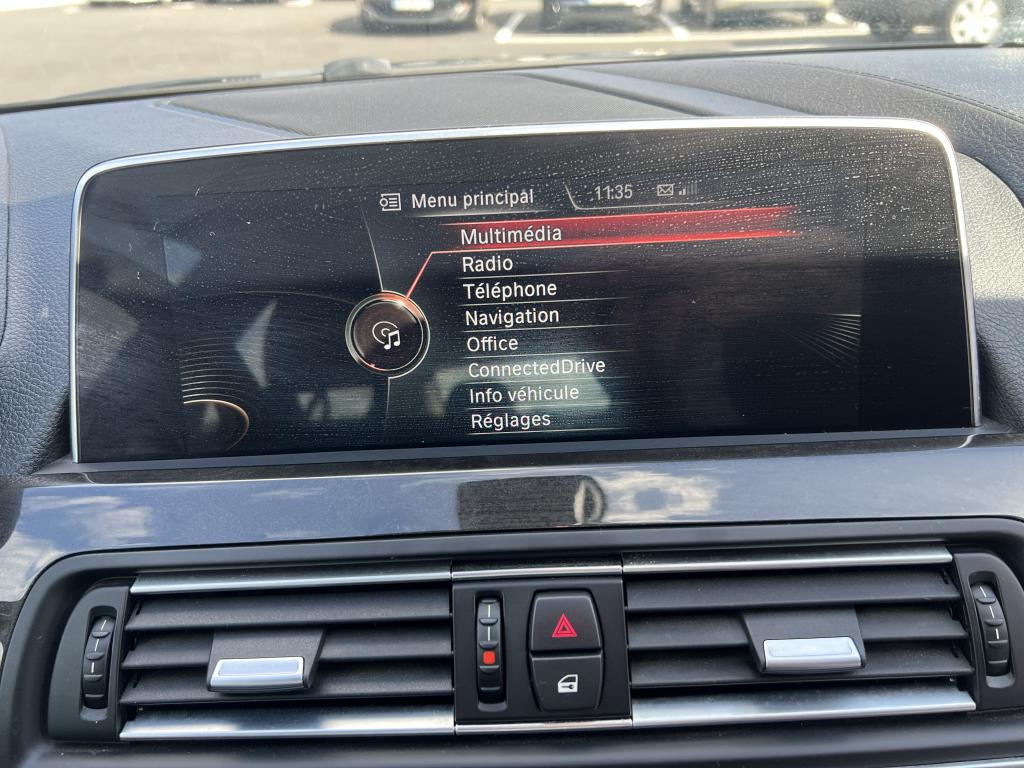 Menu principal 11:35
Multimédia
Radio
Téléphone
Navigation
Office
ConnectedDrive
Info véhicule
Réglages